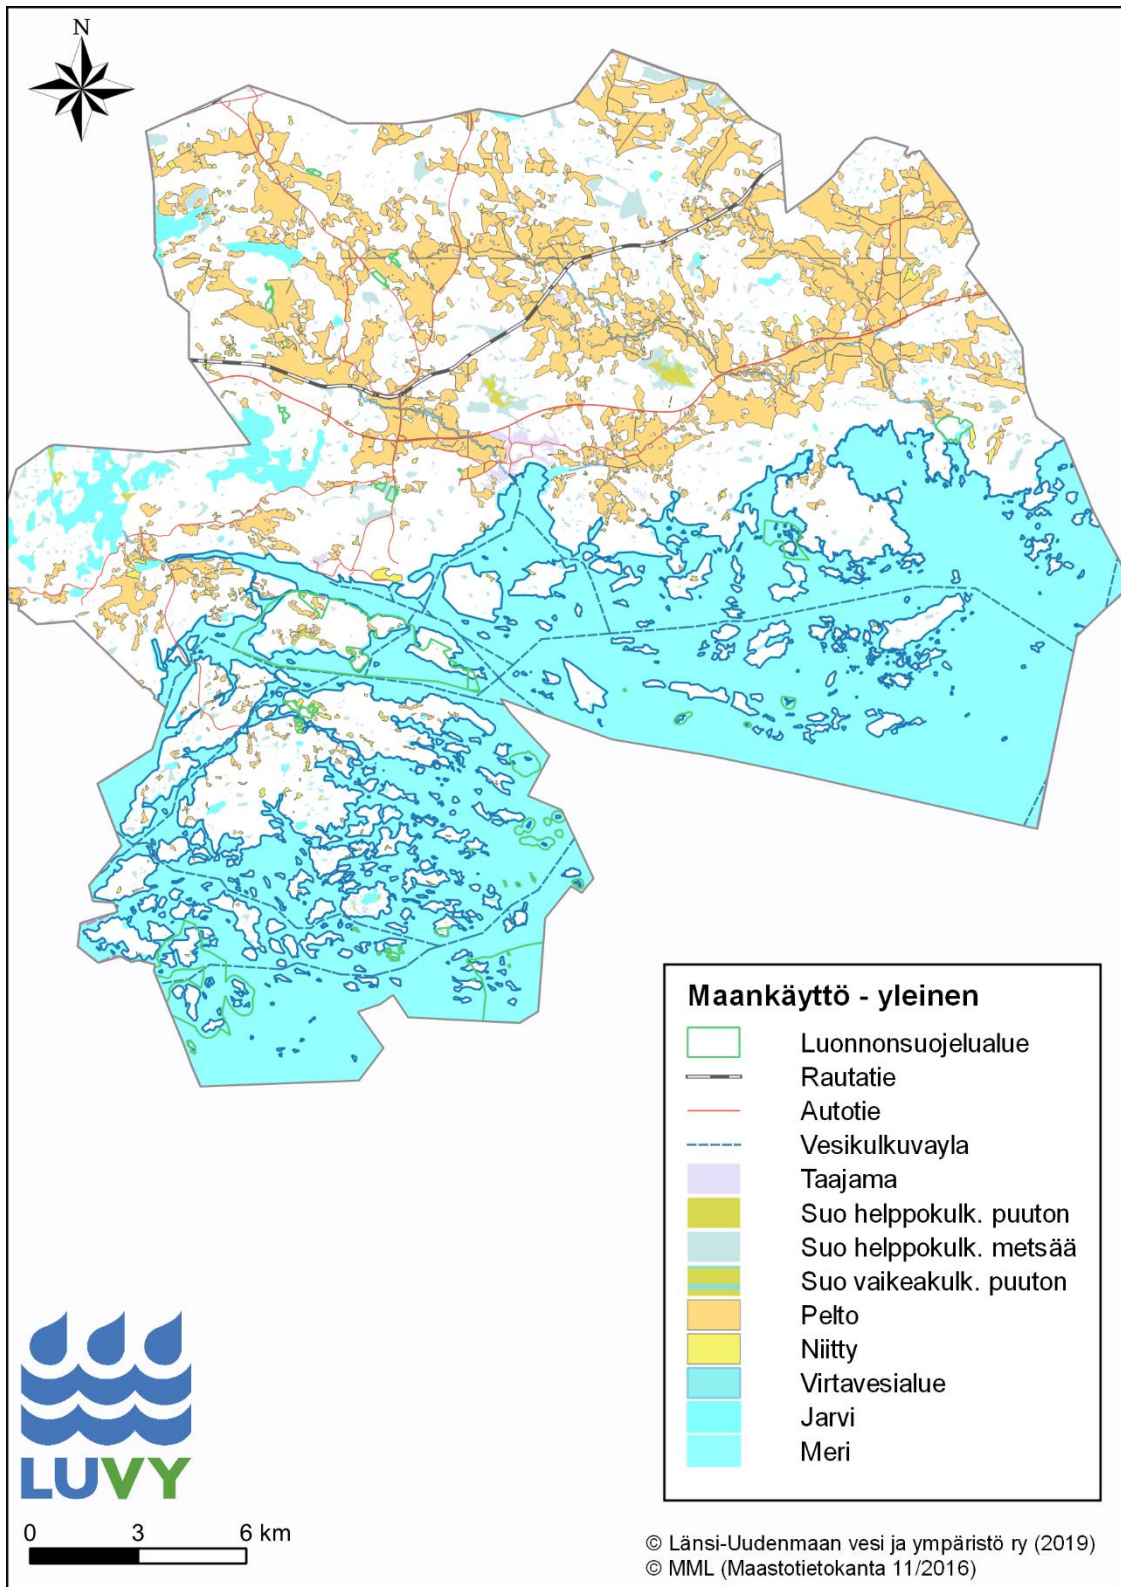 N
Maankäyttö - yleinen
Luonnonsuojelualue
Rautatie
Autotie
Vesikulkuvayla
Taajama
Suo helppokulk. puuton
Suo helppokulk. metsää
Suo vaikeakulk. puuton
Pelto
Niitty
Virtavesialue
Jarvi
Meri
LUVY
0 3 6 km
© Länsi-Uudenmaan vesi ja ympäristö ry (2019)
© MML (Maastotietokanta 11/2016)